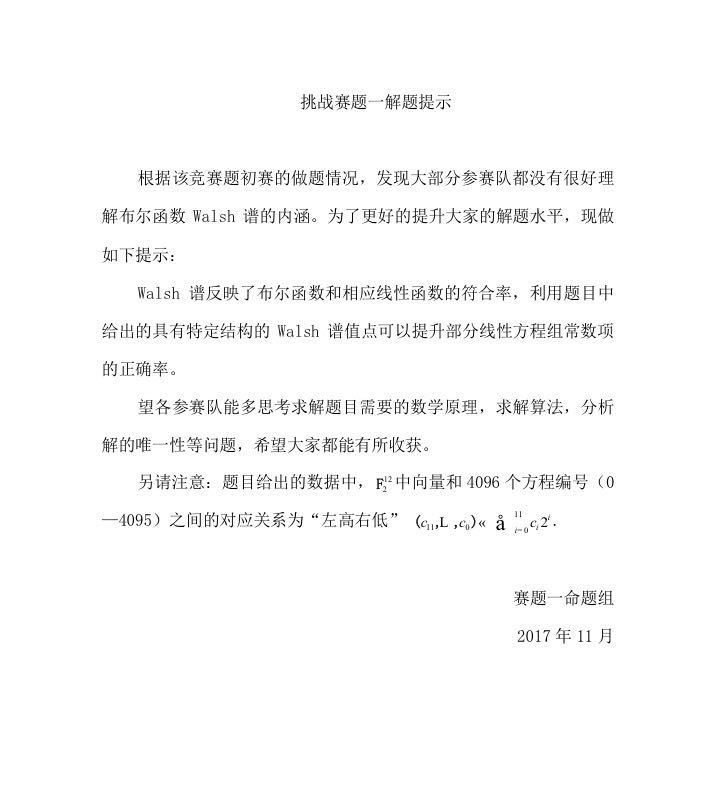 挑战赛题一解题提示
根据该竞赛题初赛的做题情况，发现大部分参赛队都没有很好理
解布尔函数 Walsh 谱的内涵。为了更好的提升大家的解题水平，现做
如下提示：
Walsh 谱反映了布尔函数和相应线性函数的符合率，利用题目中
给出的具有特定结构的 Walsh 谱值点可以提升部分线性方程组常数项
的正确率。
望各参赛队能多思考求解题目需要的数学原理，求解算法，分析
解的唯一性等问题，希望大家都能有所收获。
另请注意：题目给出的数据中，F₂¹² 中向量和 4096 个方程编号（0
—4095）之间的对应关系为“左高右低” (c₁₁,L ,c₀)« å ¹¹ᵢ₌₀ cᵢ2ⁱ.
赛题一命题组
2017 年 11 月